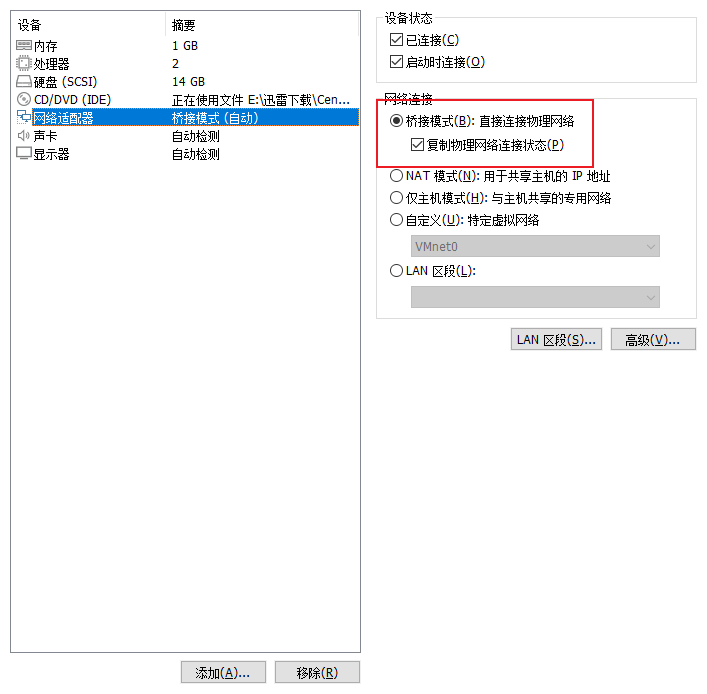 设备 摘要
内存 1 GB
处理器 2
硬盘 (SCSI) 14 GB
CD/DVD (IDE) 正在使用文件 E:\迅雷下载\Cen...
网络适配器 桥接模式 (自动)
声卡 自动检测
显示器 自动检测
添加(A)... 移除(R)
设备状态
已连接(C)
启动时连接(O)
网络连接
桥接模式(B): 直接连接物理网络
复制物理网络连接状态(P)
NAT 模式(N): 用于共享主机的 IP 地址
仅主机模式(H): 与主机共享的专用网络
自定义(U): 特定虚拟网络
VMnet0
LAN 区段(L):
LAN 区段(S)... 高级(V)...